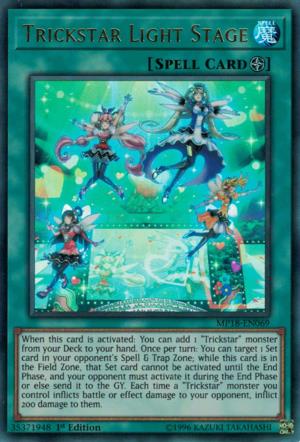 TRICKSTAR LIGHT STAGE
SPELL
魔
[SPELL CARD]
MP18-EN069
When this card is activated: You can add 1 "Trickstar" monster
from your Deck to your hand. Once per turn: You can target 1 Set
card in your opponent's Spell & Trap Zone; while this card is in
the Field Zone, that Set card cannot be activated until the End
Phase, and your opponent must activate it during the End Phase
or else send it to the GY. Each time a "Trickstar" monster you
control inflicts battle or effect damage to your opponent, inflict
200 damage to them.
35371948 1st Edition ©1996 KAZUKI TAKAHASHI